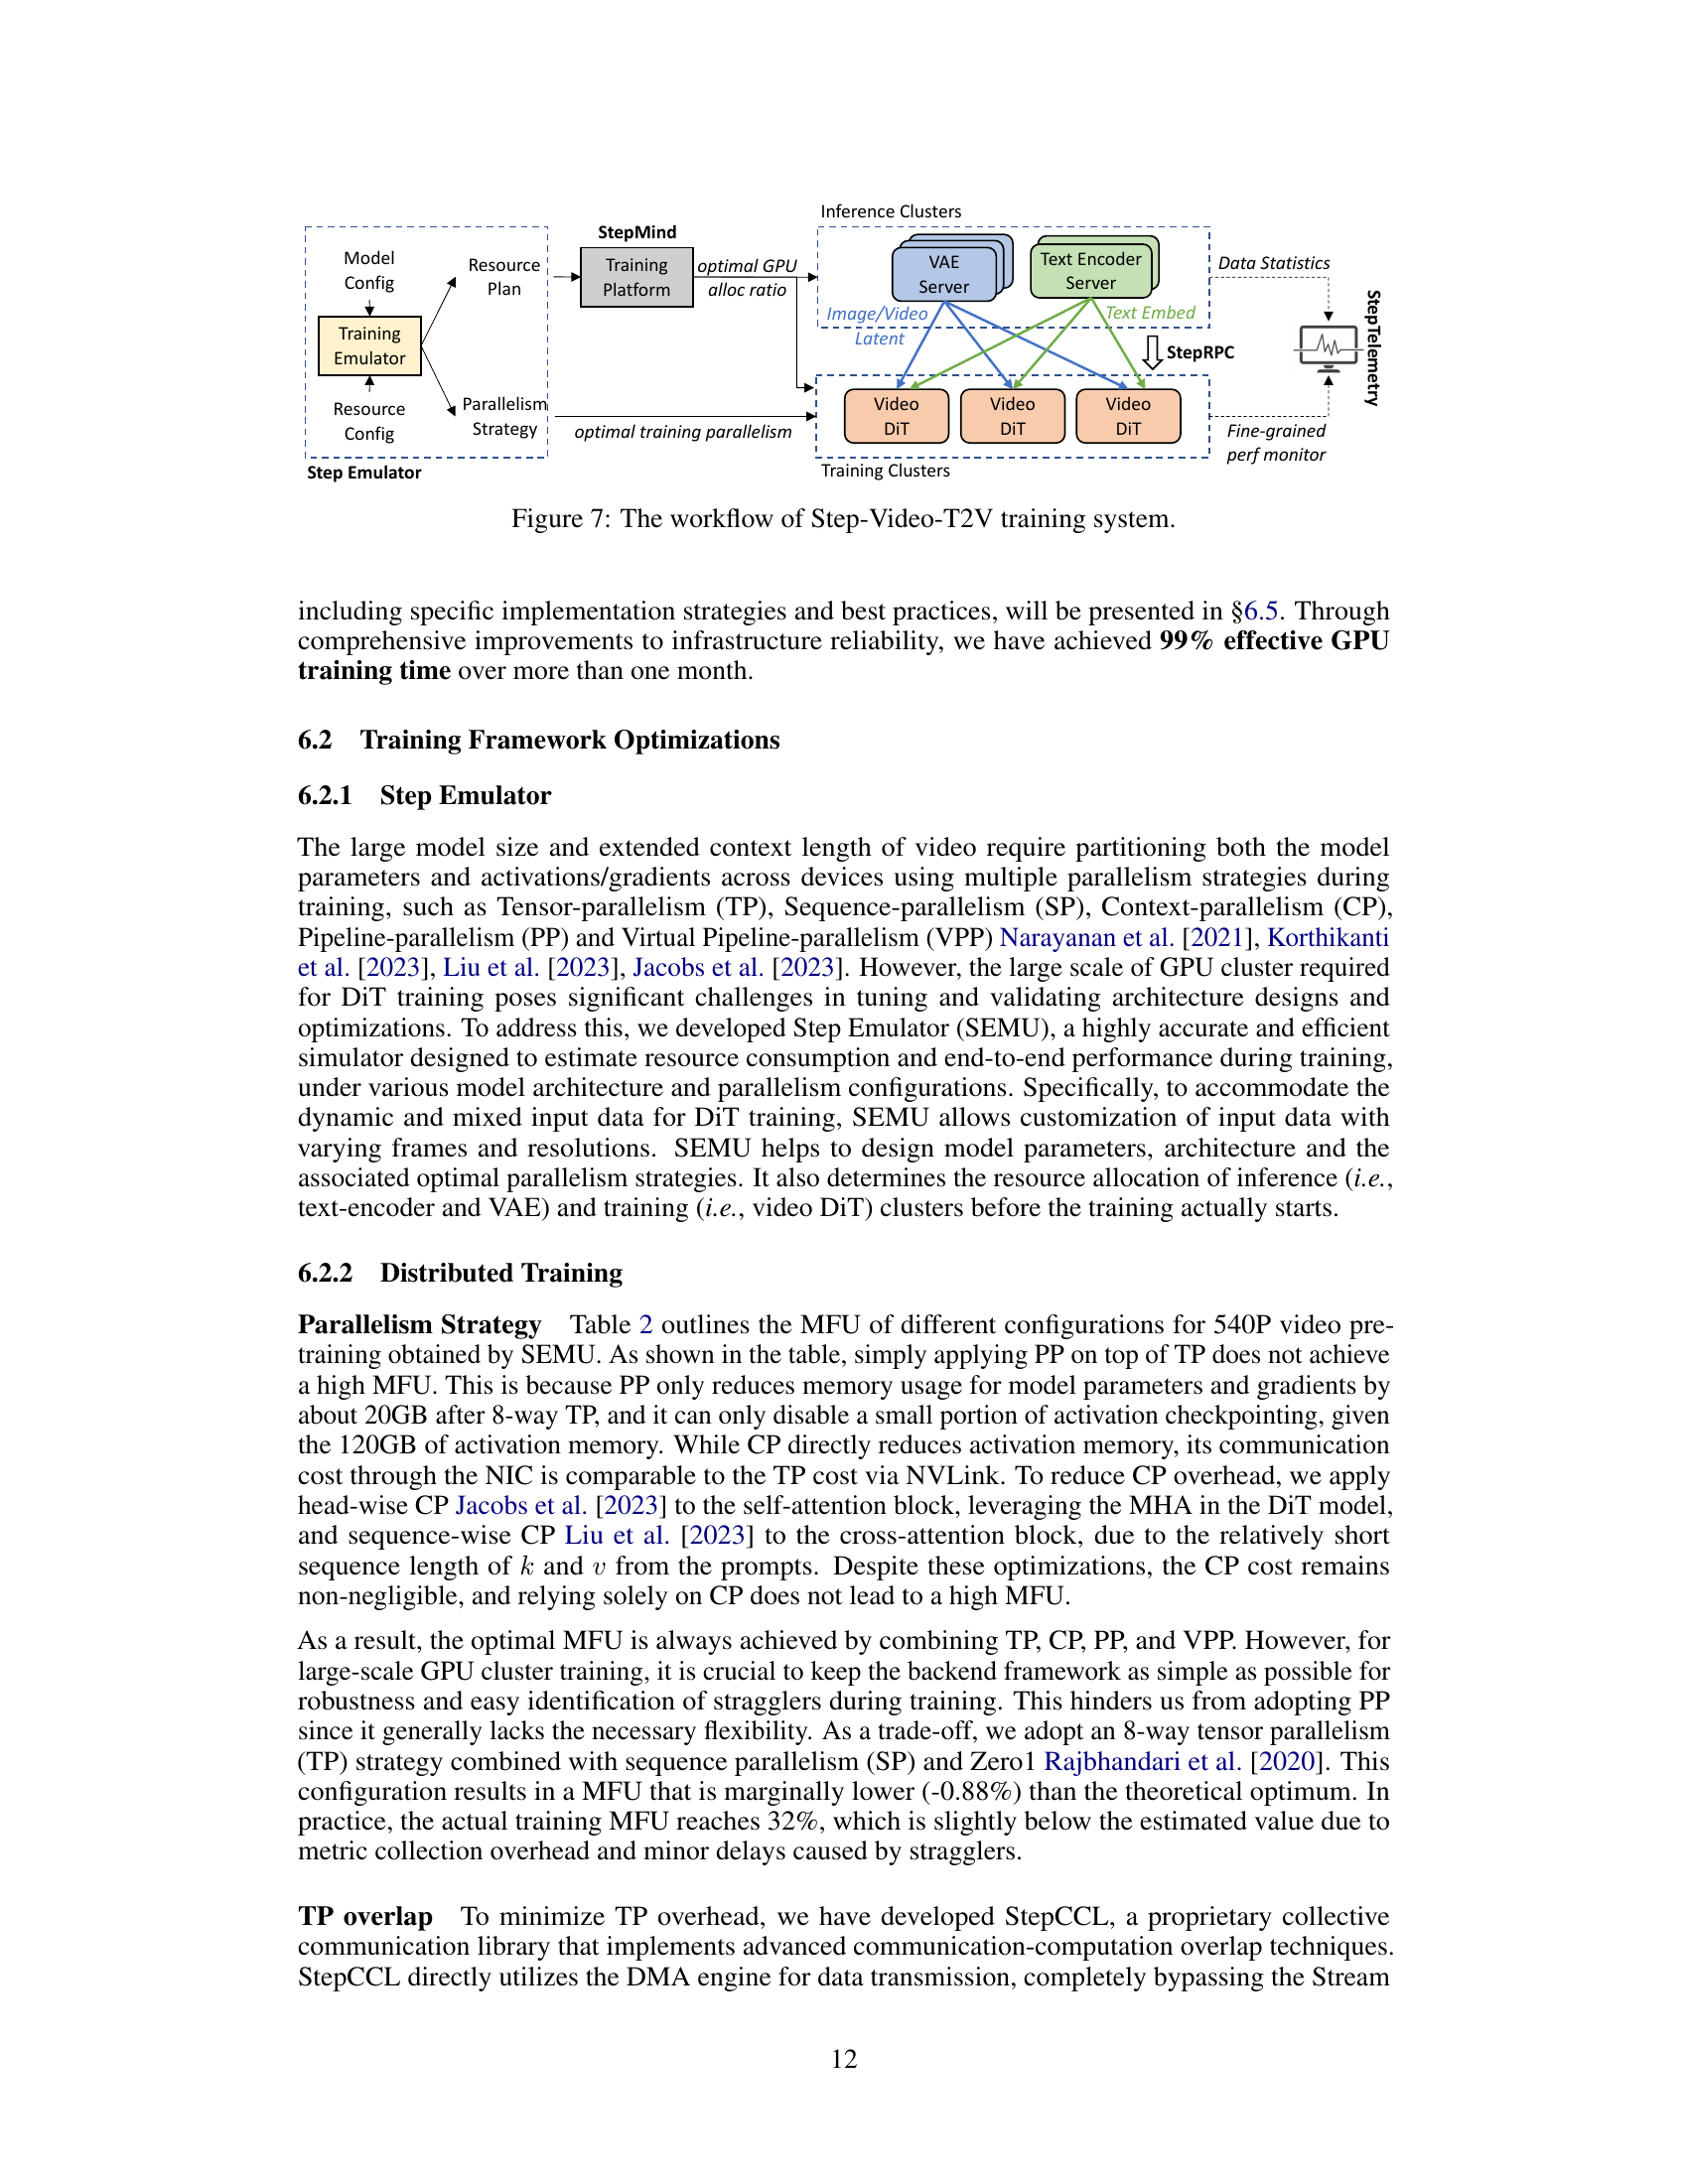 Inference Clusters
StepMind
Model
Config
Resource
Plan
Training
Platform
optimal GPU
alloc ratio
VAE
Server
Text Encoder
Server
Data Statistics
Image/Video
Latent
Text Embed
Training
Emulator
StepRPC
StepTelemetry
Resource
Config
Parallelism
Strategy
optimal training parallelism
Video
DiT
Video
DiT
Video
DiT
Fine-grained
perf monitor
Step Emulator
Training Clusters
Figure 7: The workflow of Step-Video-T2V training system.
including specific implementation strategies and best practices, will be presented in §6.5. Through
comprehensive improvements to infrastructure reliability, we have achieved 99% effective GPU
training time over more than one month.
6.2 Training Framework Optimizations
6.2.1 Step Emulator
The large model size and extended context length of video require partitioning both the model
parameters and activations/gradients across devices using multiple parallelism strategies during
training, such as Tensor-parallelism (TP), Sequence-parallelism (SP), Context-parallelism (CP),
Pipeline-parallelism (PP) and Virtual Pipeline-parallelism (VPP) Narayanan et al. [2021], Korthikanti
et al. [2023], Liu et al. [2023], Jacobs et al. [2023]. However, the large scale of GPU cluster required
for DiT training poses significant challenges in tuning and validating architecture designs and
optimizations. To address this, we developed Step Emulator (SEMU), a highly accurate and efficient
simulator designed to estimate resource consumption and end-to-end performance during training,
under various model architecture and parallelism configurations. Specifically, to accommodate the
dynamic and mixed input data for DiT training, SEMU allows customization of input data with
varying frames and resolutions. SEMU helps to design model parameters, architecture and the
associated optimal parallelism strategies. It also determines the resource allocation of inference (i.e.,
text-encoder and VAE) and training (i.e., video DiT) clusters before the training actually starts.
6.2.2 Distributed Training
Parallelism Strategy Table 2 outlines the MFU of different configurations for 540P video pre-
training obtained by SEMU. As shown in the table, simply applying PP on top of TP does not achieve
a high MFU. This is because PP only reduces memory usage for model parameters and gradients by
about 20GB after 8-way TP, and it can only disable a small portion of activation checkpointing, given
the 120GB of activation memory. While CP directly reduces activation memory, its communication
cost through the NIC is comparable to the TP cost via NVLink. To reduce CP overhead, we apply
head-wise CP Jacobs et al. [2023] to the self-attention block, leveraging the MHA in the DiT model,
and sequence-wise CP Liu et al. [2023] to the cross-attention block, due to the relatively short
sequence length of k and v from the prompts. Despite these optimizations, the CP cost remains
non-negligible, and relying solely on CP does not lead to a high MFU.
As a result, the optimal MFU is always achieved by combining TP, CP, PP, and VPP. However, for
large-scale GPU cluster training, it is crucial to keep the backend framework as simple as possible for
robustness and easy identification of stragglers during training. This hinders us from adopting PP
since it generally lacks the necessary flexibility. As a trade-off, we adopt an 8-way tensor parallelism
(TP) strategy combined with sequence parallelism (SP) and Zero1 Rajbhandari et al. [2020]. This
configuration results in a MFU that is marginally lower (-0.88%) than the theoretical optimum. In
practice, the actual training MFU reaches 32%, which is slightly below the estimated value due to
metric collection overhead and minor delays caused by stragglers.
TP overlap To minimize TP overhead, we have developed StepCCL, a proprietary collective
communication library that implements advanced communication-computation overlap techniques.
StepCCL directly utilizes the DMA engine for data transmission, completely bypassing the Stream
12